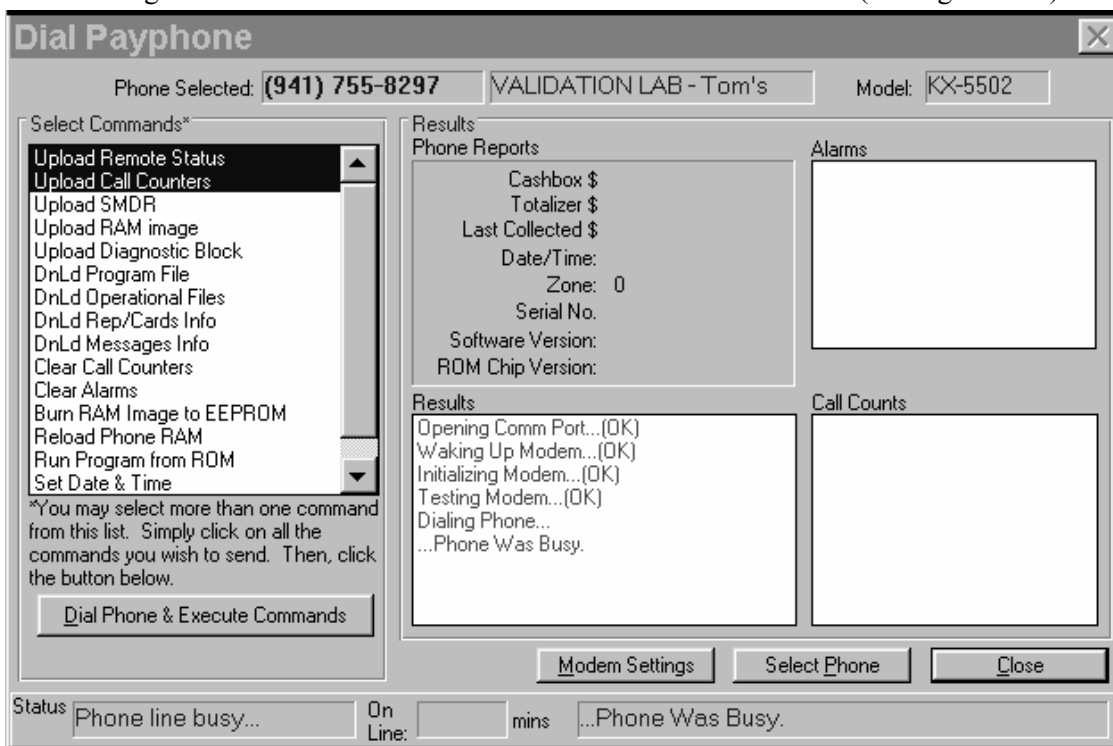 Dial Payphone
Phone Selected: (941) 755-8297 VALIDATION LAB - Tom's Model: KX-5502
Select Commands*
Upload Remote Status
Upload Call Counters
Upload SMDR
Upload RAM image
Upload Diagnostic Block
DnLd Program File
DnLd Operational Files
DnLd Rep/Cards Info
DnLd Messages Info
Clear Call Counters
Clear Alarms
Burn RAM Image to EEPROM
Reload Phone RAM
Run Program from ROM
Set Date & Time
*You may select more than one command
from this list. Simply click on all the
commands you wish to send. Then, click
the button below.
Dial Phone & Execute Commands
Results
Phone Reports
Cashbox $
Totalizer $
Last Collected $
Date/Time:
Zone: 0
Serial No.
Software Version:
ROM Chip Version:
Alarms
Results
Opening Comm Port...(OK)
Waking Up Modem...(OK)
Initializing Modem...(OK)
Testing Modem...(OK)
Dialing Phone...
...Phone Was Busy.
Call Counts
Modem Settings
Select Phone
Close
Status Phone line busy...
On
Line:
mins
...Phone Was Busy.